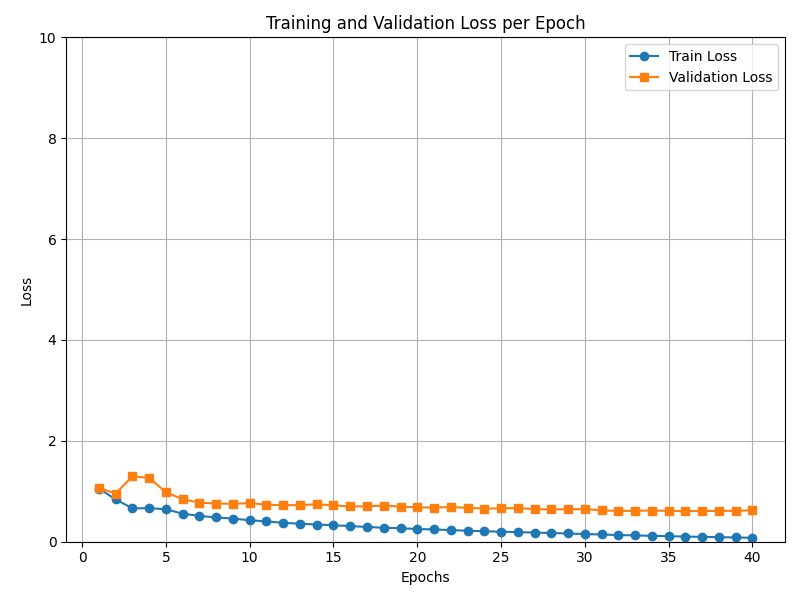 Training and Validation Loss per Epoch
Train Loss
Validation Loss
10
8
6
4
2
0
Loss
0 5 10 15 20 25 30 35 40
Epochs